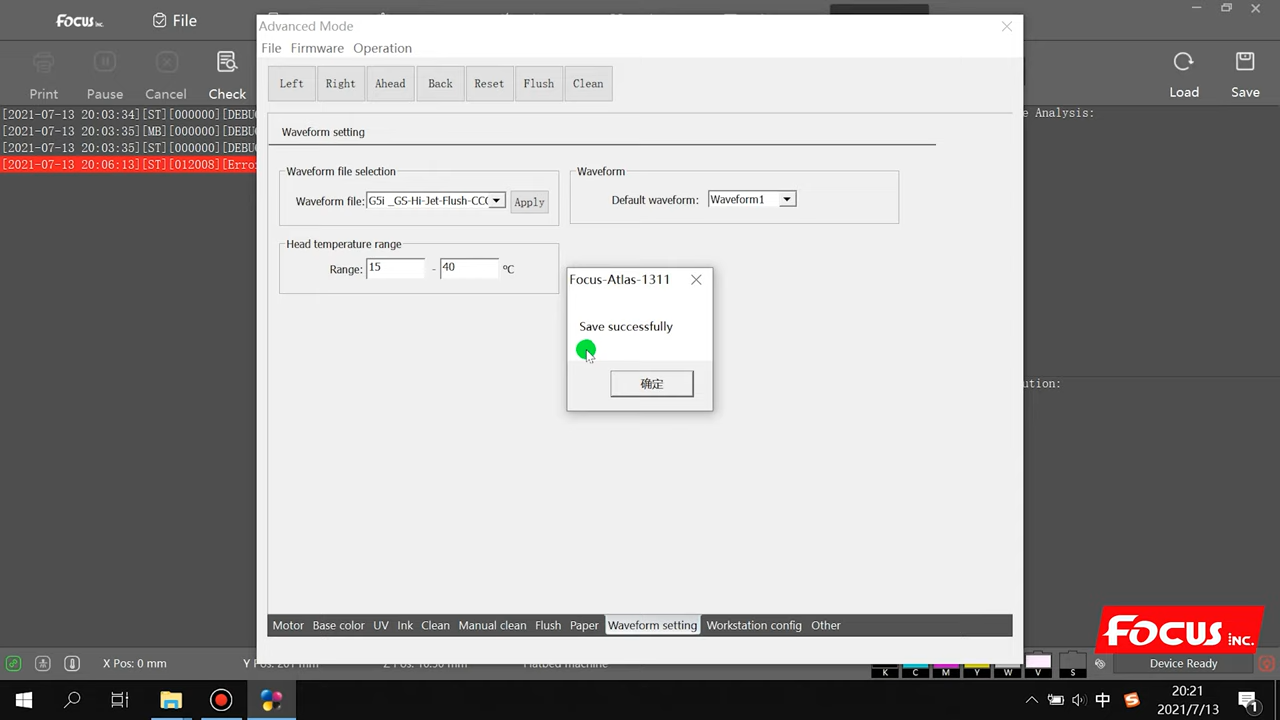 Focus Inc.
File
Print
Pause
Cancel
Check
Load
Save
[2021-07-13 20:03:34][ST][000000][DEBUG
[2021-07-13 20:03:35][MB][000000][DEBUG
[2021-07-13 20:03:35][ST][000000][DEBUG
[2021-07-13 20:06:13][ST][012008][Error
e Analysis:
ution:
Advanced Mode
File Firmware Operation
Left Right Ahead Back Reset Flush Clean
Waveform setting
Waveform file selection
Waveform file: G5i _GS-Hi-Jet-Flush-CC Apply
Waveform
Default waveform: Waveform1
Head temperature range
Range: 15 - 40 ºC
Focus-Atlas-1311
Save successfully
确定
Motor Base color UV Ink Clean Manual clean Flush Paper Waveform setting Workstation config Other
FOCUS INC.
X Pos: 0 mm
Flatbed machine
K C M Y W W V S
Device Ready
中
20:21
2021/7/13
1